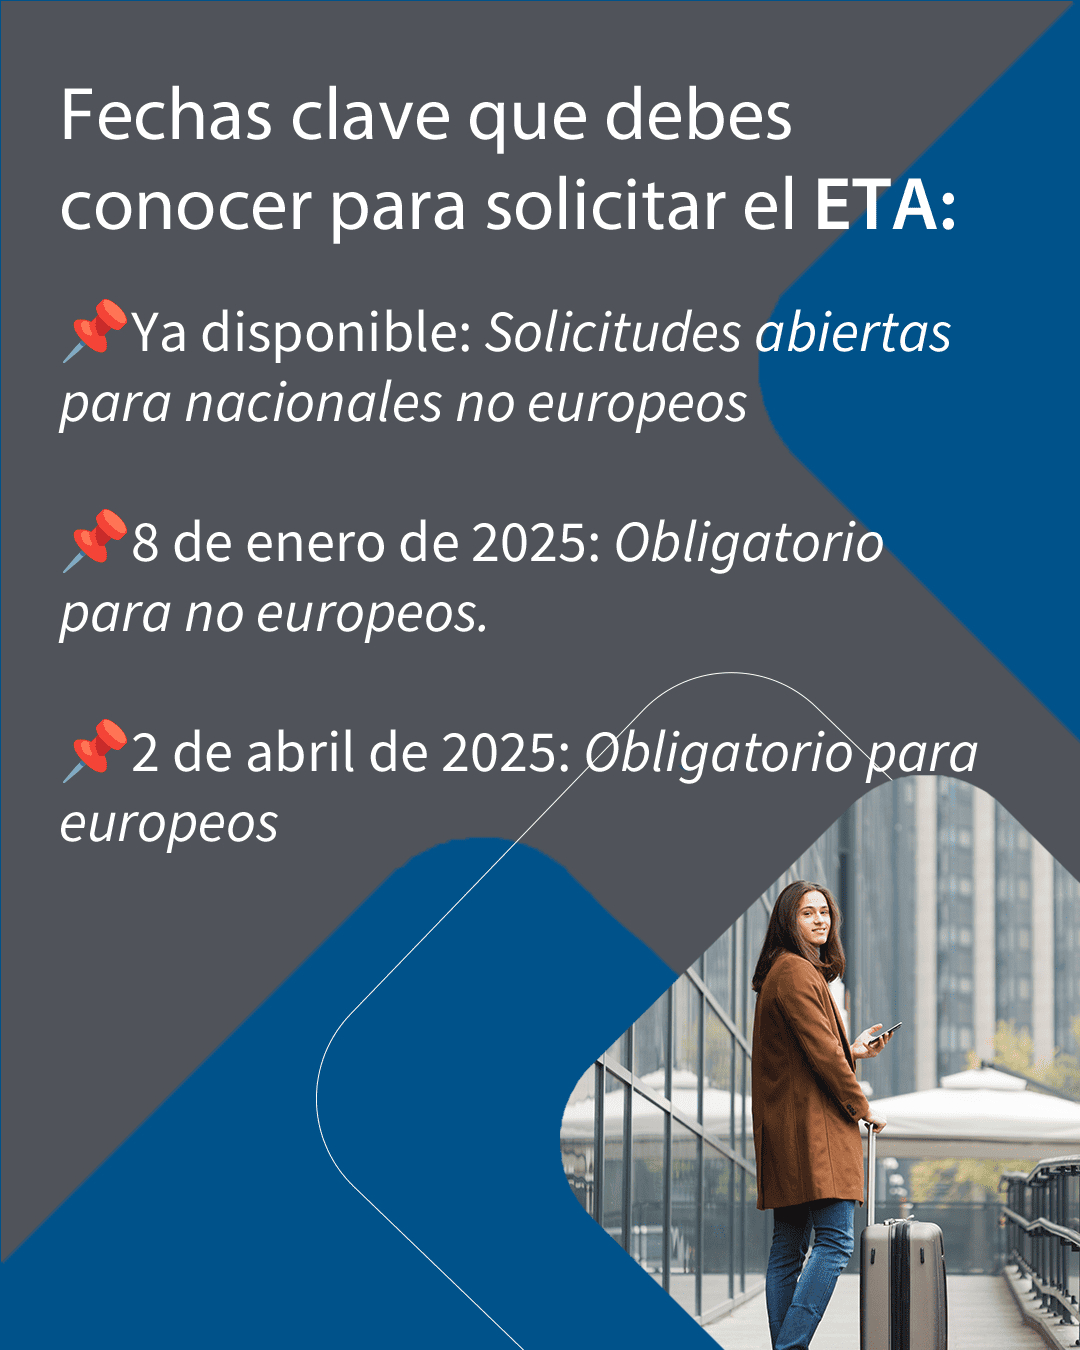 Fechas clave que debes
conocer para solicitar el ETA:
📌Ya disponible: Solicitudes abiertas
para nacionales no europeos
📌8 de enero de 2025: Obligatorio
para no europeos.
📌2 de abril de 2025: Obligatorio para
europeos